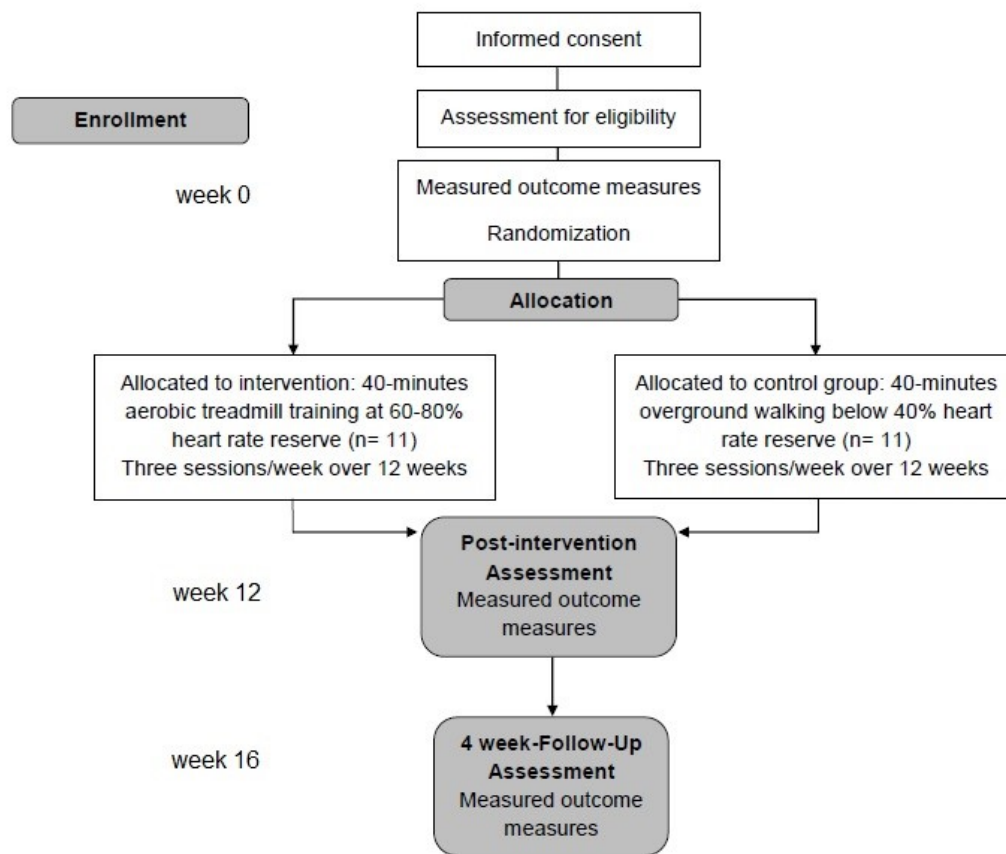 Informed consent
Enrollment
Assessment for eligibility
week 0
Measured outcome measures
Randomization
Allocation
Allocated to intervention: 40-minutes
aerobic treadmill training at 60-80%
heart rate reserve (n= 11)
Three sessions/week over 12 weeks
Allocated to control group: 40-minutes
overground walking below 40% heart
rate reserve (n= 11)
Three sessions/week over 12 weeks
week 12
Post-intervention
Assessment
Measured outcome
measures
week 16
4 week-Follow-Up
Assessment
Measured outcome
measures